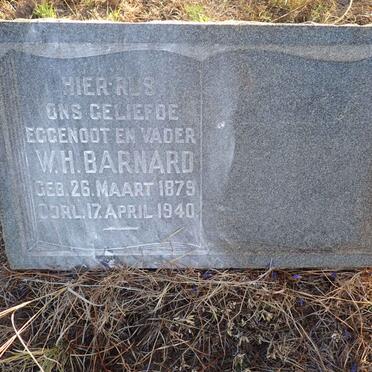 HIER RUS
ONS GELIEFDE
EGGENOOT EN VADER
W.H. BARNARD
GEB. 26. MAART 1879
OORL. 17. APRIL 1940